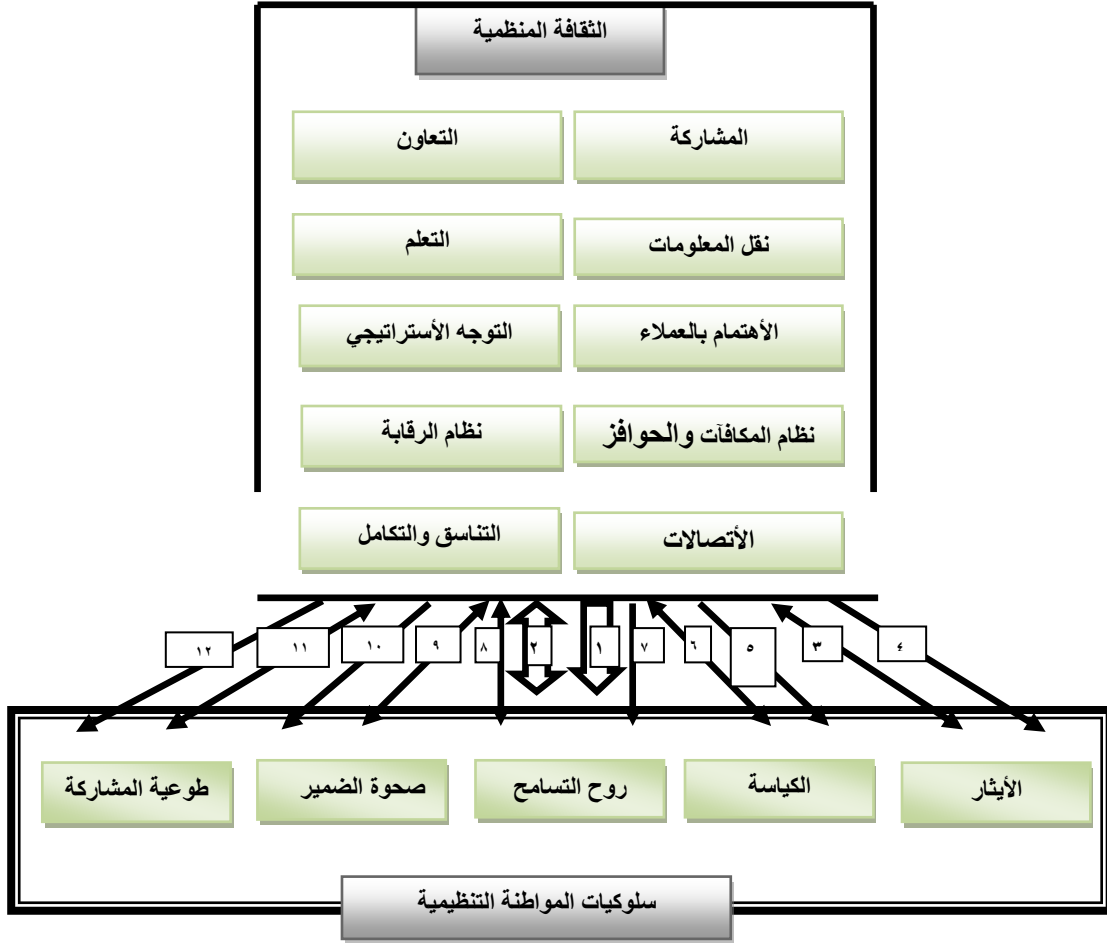 الثقافة المنظمية
المشاركة
التعاون
نقل المعلومات
التعلم
الأهتمام بالعملاء
التوجه الأستراتيجي
نظام المكافآت والحوافز
نظام الرقابة
الأتصالات
التناسق والتكامل
٤
٣
٥
٦
٧
١
٢
٨
٩
١٠
١١
١٢
الأيثار
الكياسة
روح التسامح
صحوة الضمير
طوعية المشاركة
سلوكيات المواطنة التنظيمية